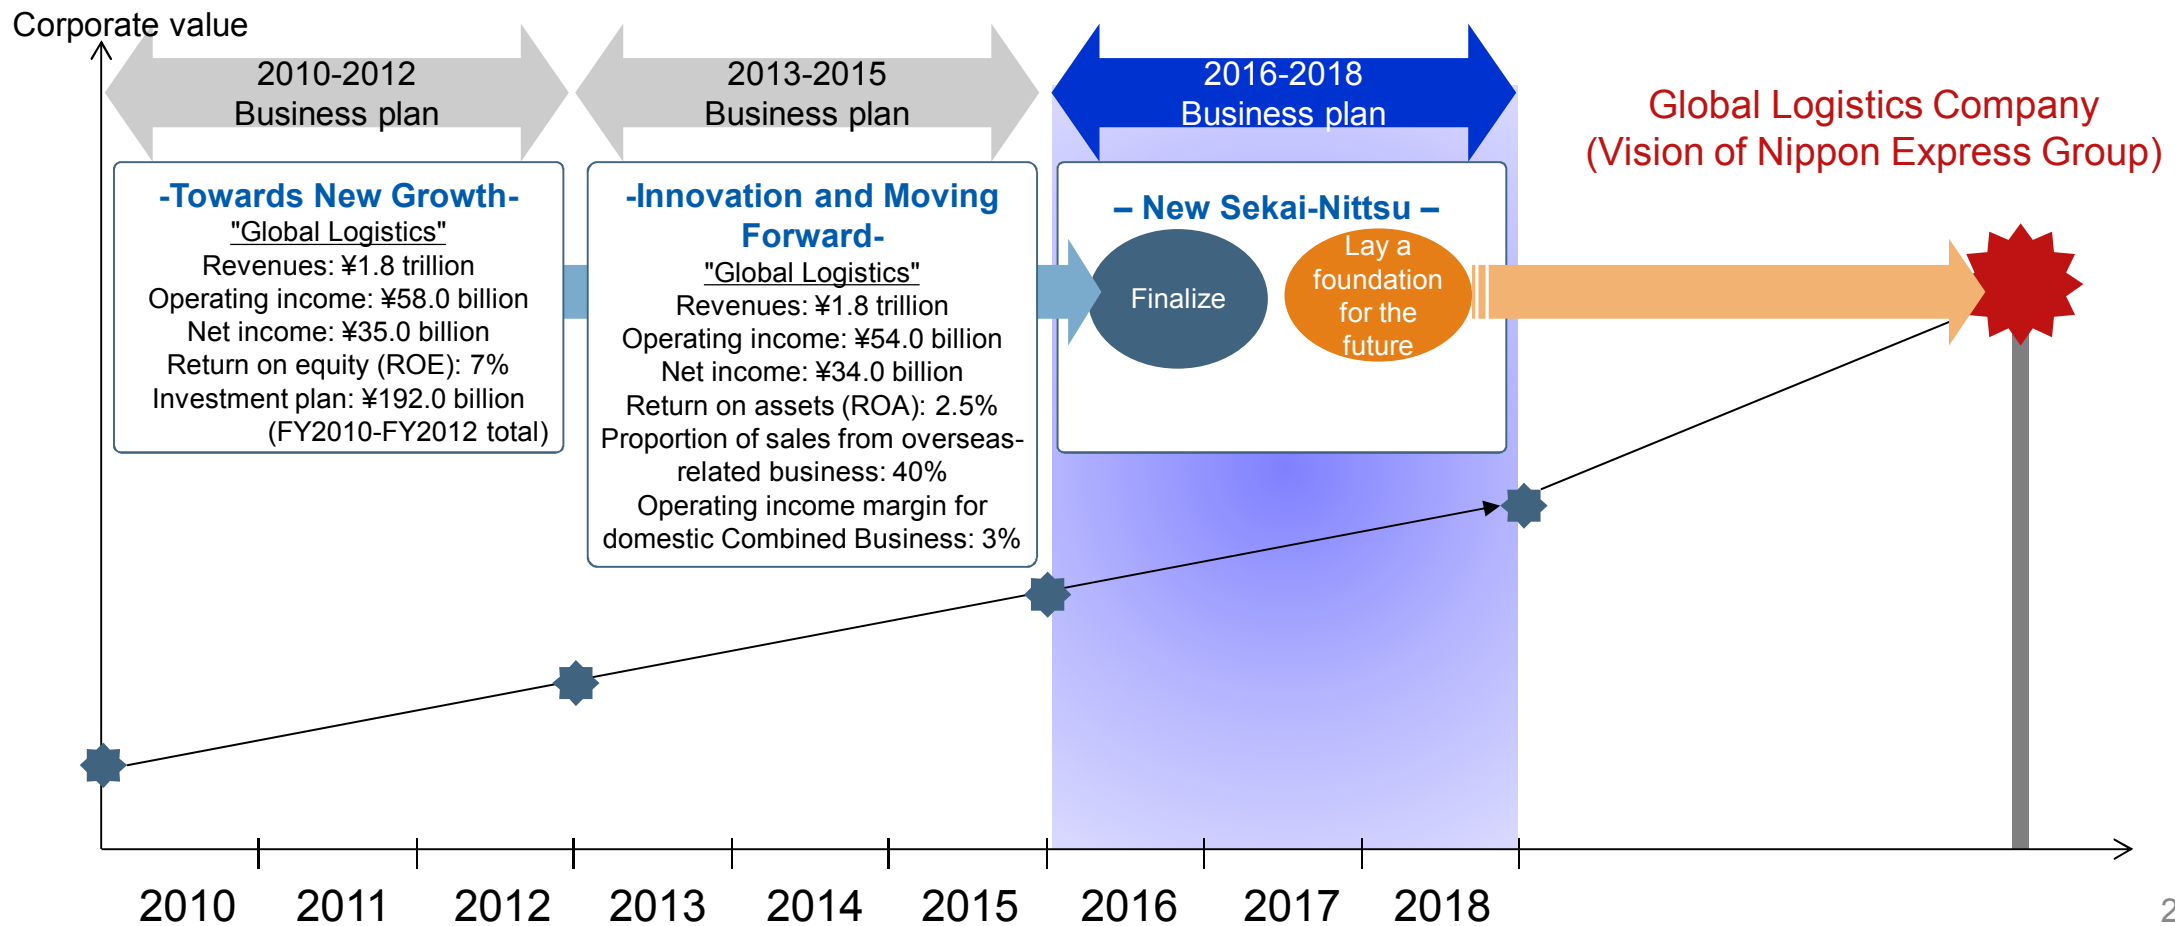 Corporate value
2010-2012
Business plan
2013-2015
Business plan
2016-2018
Business plan
Global Logistics Company
(Vision of Nippon Express Group)
-Towards New Growth-
"Global Logistics"
Revenues: ¥1.8 trillion
Operating income: ¥58.0 billion
Net income: ¥35.0 billion
Return on equity (ROE): 7%
Investment plan: ¥192.0 billion
(FY2010-FY2012 total)
-Innovation and Moving
Forward-
"Global Logistics"
Revenues: ¥1.8 trillion
Operating income: ¥54.0 billion
Net income: ¥34.0 billion
Return on assets (ROA): 2.5%
Proportion of sales from overseas-
related business: 40%
Operating income margin for
domestic Combined Business: 3%
– New Sekai-Nittsu –
Finalize
Lay a
foundation
for the
future
2010
2011
2012
2013
2014
2015
2016
2017
2018
2